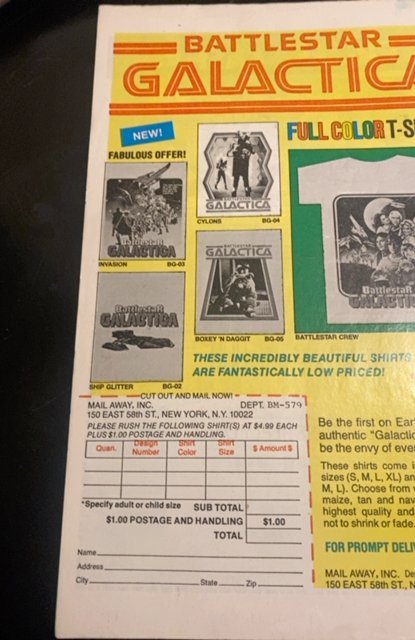 BATTLESTAR
GALACTICA
NEW!
FABULOUS OFFER!
FULL COLOR T-S
BATTLESTAR
GALACTICA
CYLONS BG-04
BattlestaR
GALACTICA
INVASION BG-03
BATTLESTAR
GALACTICA
BOXEY 'N DAGGIT BG-05
BattlestaR
GALACTICA
SHIP GLITTER BG-02
BattlestaR
GALACTIC
BATTLESTAR CREW
THESE INCREDIBLY BEAUTIFUL SHIRTS
ARE FANTASTICALLY LOW PRICED!
CUT OUT AND MAIL NOW!
MAIL AWAY, INC. DEPT. BM-579
150 EAST 58th ST., NEW YORK, N.Y. 10022
PLEASE RUSH THE FOLLOWING SHIRT(S) AT $4.99 EACH
PLUS $1.00 POSTAGE AND HANDLING.
Quan. Design Number Shirt Color Shirt Size $ Amount $
*Specify adult or child size SUB TOTAL
$1.00 POSTAGE AND HANDLING $1.00
TOTAL
Name
Address
City State Zip
Be the first on Ear
authentic "Galactic
be the envy of ever
These shirts come i
sizes (S, M, L, XL) an
M, L). Choose from
maize, tan and nav
highest quality and
not to shrink or fade.
FOR PROMPT DELI
MAIL AWAY, INC. De
150 EAST 58th ST., N